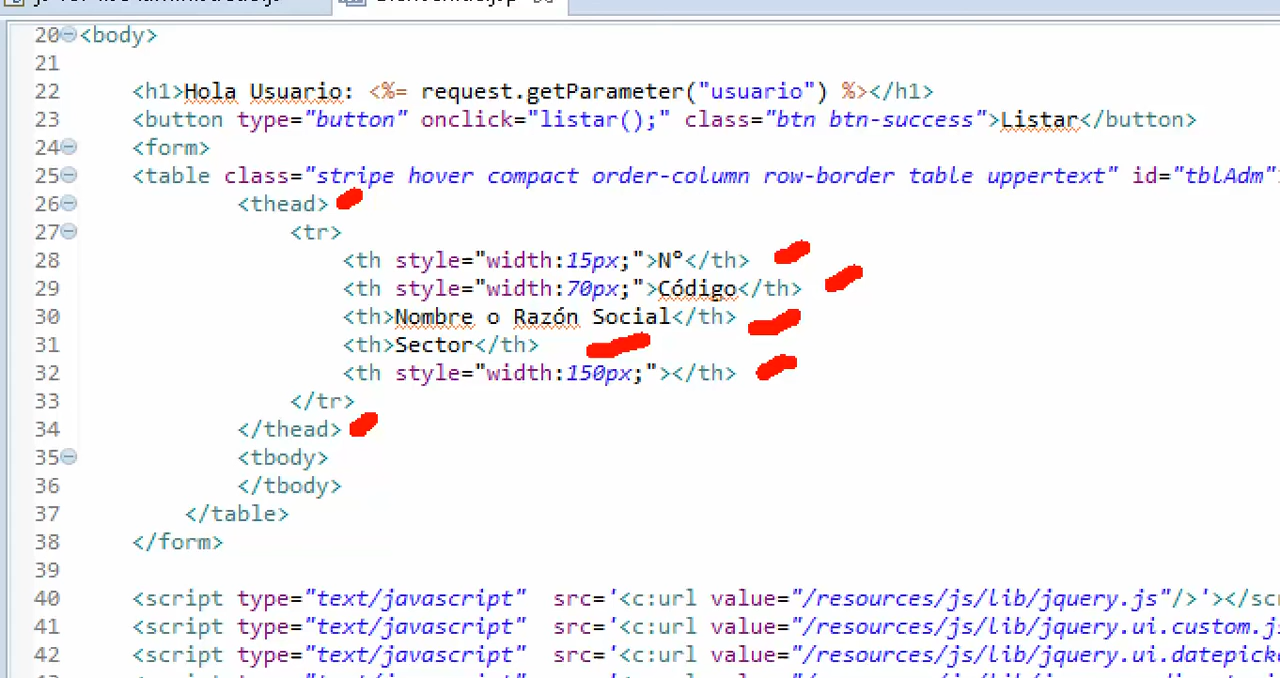 20 <body>
21
22 <h1>Hola Usuario: <%= request.getParameter("usuario") %></h1>
23 <button type="button" onclick="listar();" class="btn btn-success">Listar</button>
24 <form>
25 <table class="stripe hover compact order-column row-border table uppertext" id="tblAdm"
26 <thead>
27 <tr>
28 <th style="width:15px;">N°</th>
29 <th style="width:70px;">Código</th>
30 <th>Nombre o Razón Social</th>
31 <th>Sector</th>
32 <th style="width:150px;"></th>
33 </tr>
34 </thead>
35 <tbody>
36 </tbody>
37 </table>
38 </form>
39
40 <script type="text/javascript" src='<c:url value="/resources/js/lib/jquery.js"/>'></scr
41 <script type="text/javascript" src='<c:url value="/resources/js/lib/jquery.ui.custom.js
42 <script type="text/javascript" src='<c:url value="/resources/js/lib/jquery.ui.datepicke